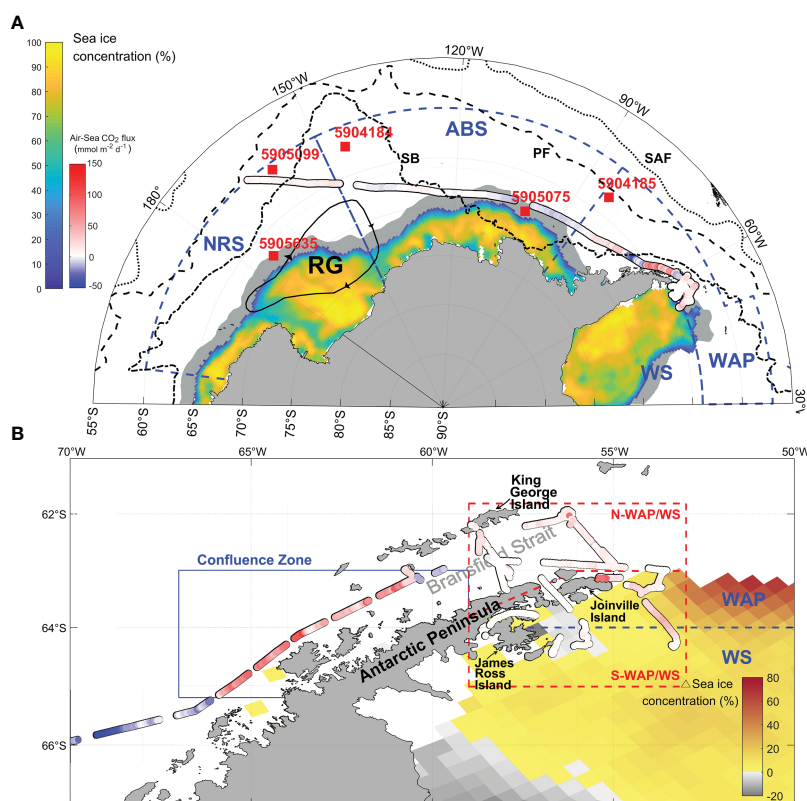 A
100
90
80
70
60
50
40
30
20
10
0
Sea ice
concentration (%)
Air-Sea CO2 flux
(mmol m-2 d-1)
150
100
50
0
-50
180°
150°W
120°W
90°W
60°W
30°W
5904184
5905099
ABS
SB
PF
SAF
5905075
5904185
NRS
5905635
RG
WS
WAP
55°S
60°S
65°S
70°S
75°S
80°S
85°S
90°S
B
70°W
65°W
60°W
55°W
50°W
62°S
64°S
66°S
King
George
Island
N-WAP/WS
Confluence Zone
Bransfield Strait
Antarctic Peninsula
Joinville
Island
WAP
WS
James
Ross
Island
S-WAP/WS
△Sea ice
concentration (%)
80
60
40
20
0
-20